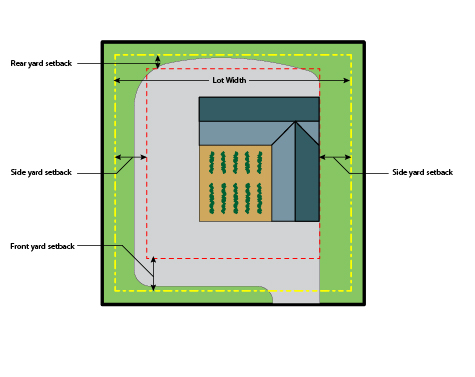 Rear yard setback
Lot Width
Side yard setback
Side yard setback
Front yard setback